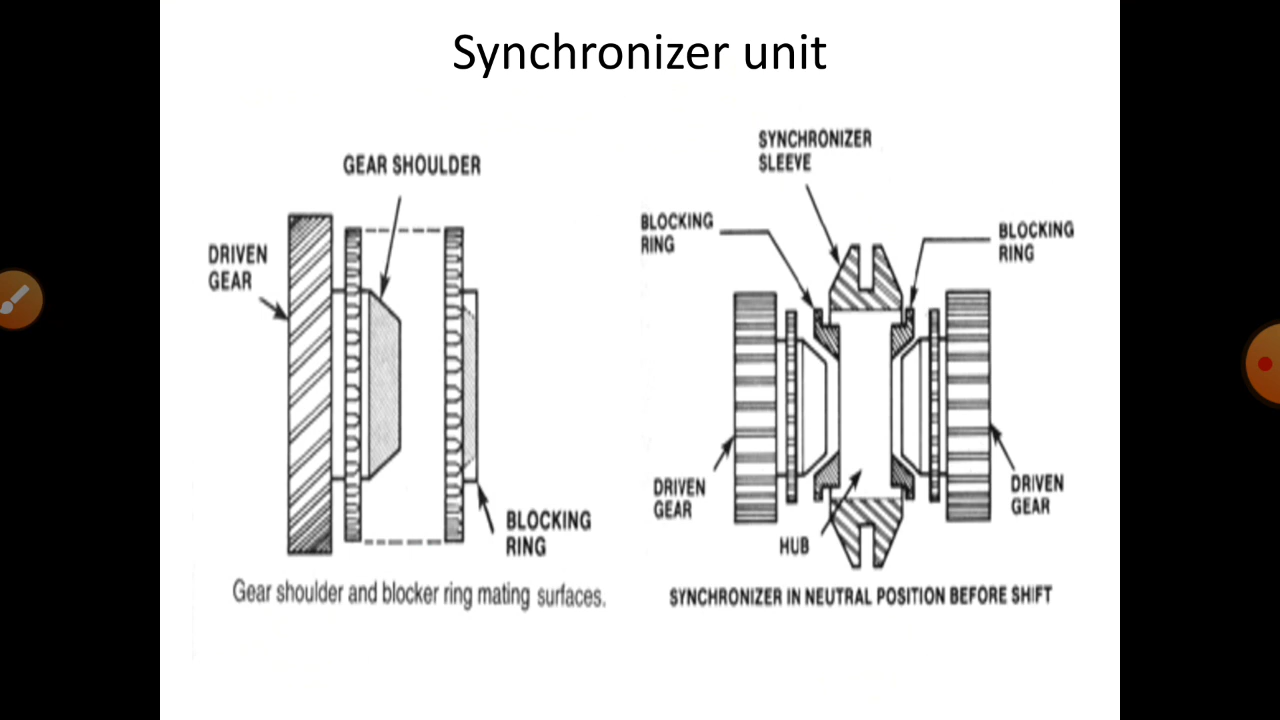 Synchronizer unit
GEAR SHOULDER
DRIVEN
GEAR
BLOCKING
RING
Gear shoulder and blocker ring mating surfaces.
SYNCHRONIZER
SLEEVE
BLOCKING
RING
BLOCKING
RING
DRIVEN
GEAR
HUB
DRIVEN
GEAR
SYNCHRONIZER IN NEUTRAL POSITION BEFORE SHIFT